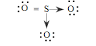 O = S → O
O